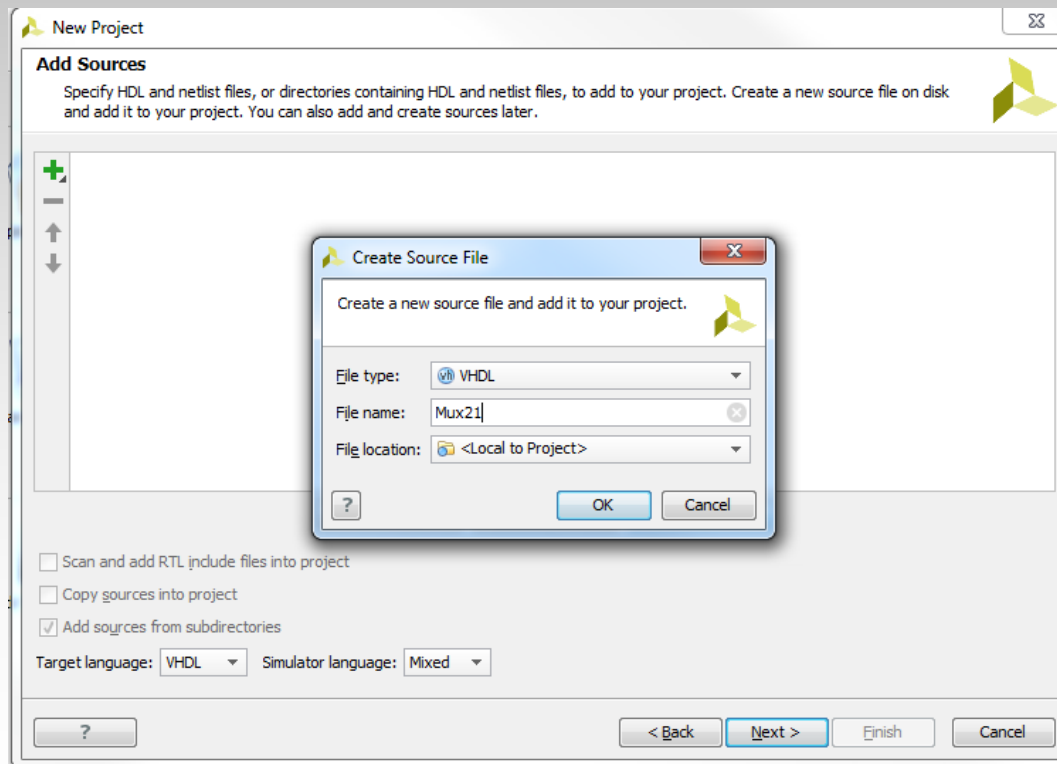 New Project
Add Sources
Specify HDL and netlist files, or directories containing HDL and netlist files, to add to your project. Create a new source file on disk
and add it to your project. You can also add and create sources later.
Create Source File
Create a new source file and add it to your project.
File type: vh VHDL
File name: Mux21
File location: <Local to Project>
? OK Cancel
Scan and add RTL include files into project
Copy sources into project
Add sources from subdirectories
Target language: VHDL Simulator language: Mixed
? < Back Next > Finish Cancel